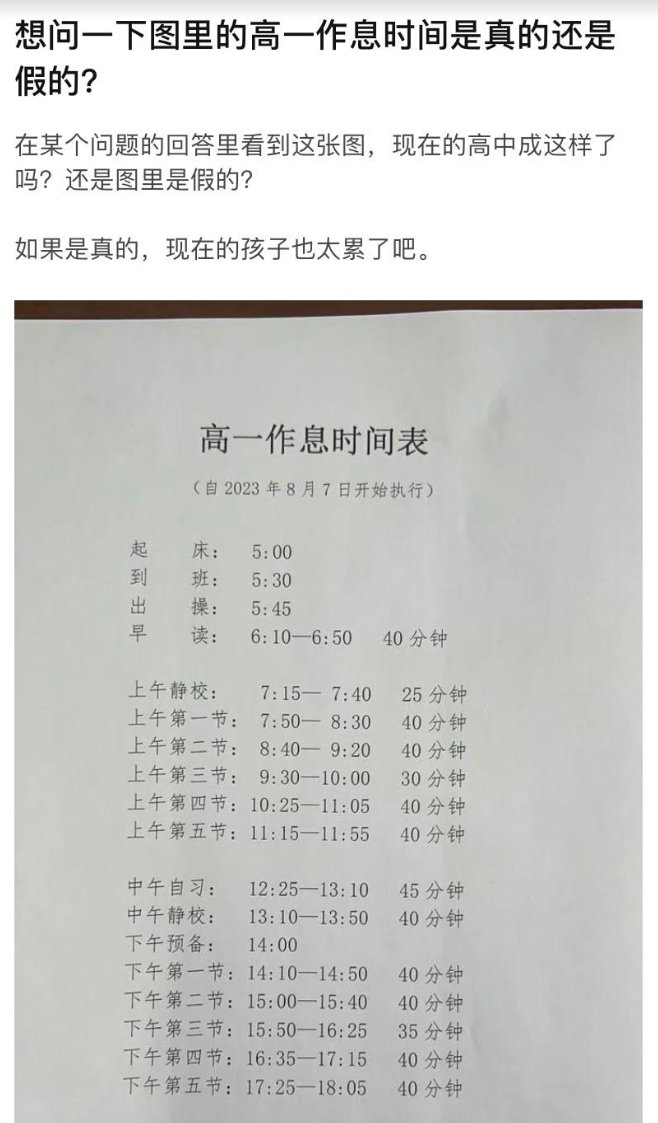 想问一下图里的高一作息时间是真的还是
假的?
在某个问题的回答里看到这张图，现在的高中成这样了
吗？还是图里是假的？
如果是真的，现在的孩子也太累了吧。
高一作息时间表
（自 2023 年 8 月 7 日开始执行）
起 床： 5:00
到 班： 5:30
出 操： 5:45
早 读： 6:10—6:50 40 分钟
上午静校： 7:15— 7:40 25 分钟
上午第一节： 7:50— 8:30 40 分钟
上午第二节： 8:40— 9:20 40 分钟
上午第三节： 9:30—10:00 30 分钟
上午第四节：10:25—11:05 40 分钟
上午第五节：11:15—11:55 40 分钟
中午自习： 12:25—13:10 45 分钟
中午静校： 13:10—13:50 40 分钟
下午预备： 14:00
下午第一节：14:10—14:50 40 分钟
下午第二节：15:00—15:40 40 分钟
下午第三节：15:50—16:25 35 分钟
下午第四节：16:35—17:15 40 分钟
下午第五节：17:25—18:05 40 分钟